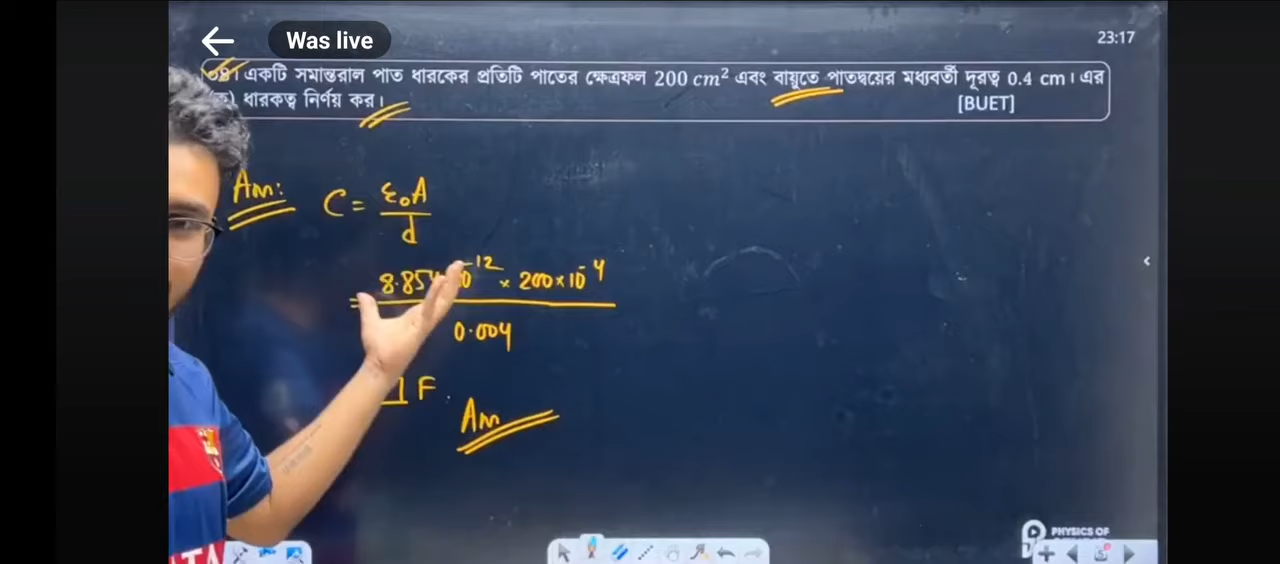 Was live
23:17
১০৪। একটি সমান্তরাল পাত ধারকের প্রতিটি পাতের ক্ষেত্রফল 200 cm² এবং বায়ুতে পাতদ্বয়ের মধ্যবর্তী দূরত্ব 0.4 cm। এর
(ক) ধারকত্ব নির্ণয় কর।
[BUET]
Ans: C = ε₀A / d
= 8.854 10⁻¹² × 200 × 10⁻⁴ / 0.004
F
Ans
PHYSICS OF